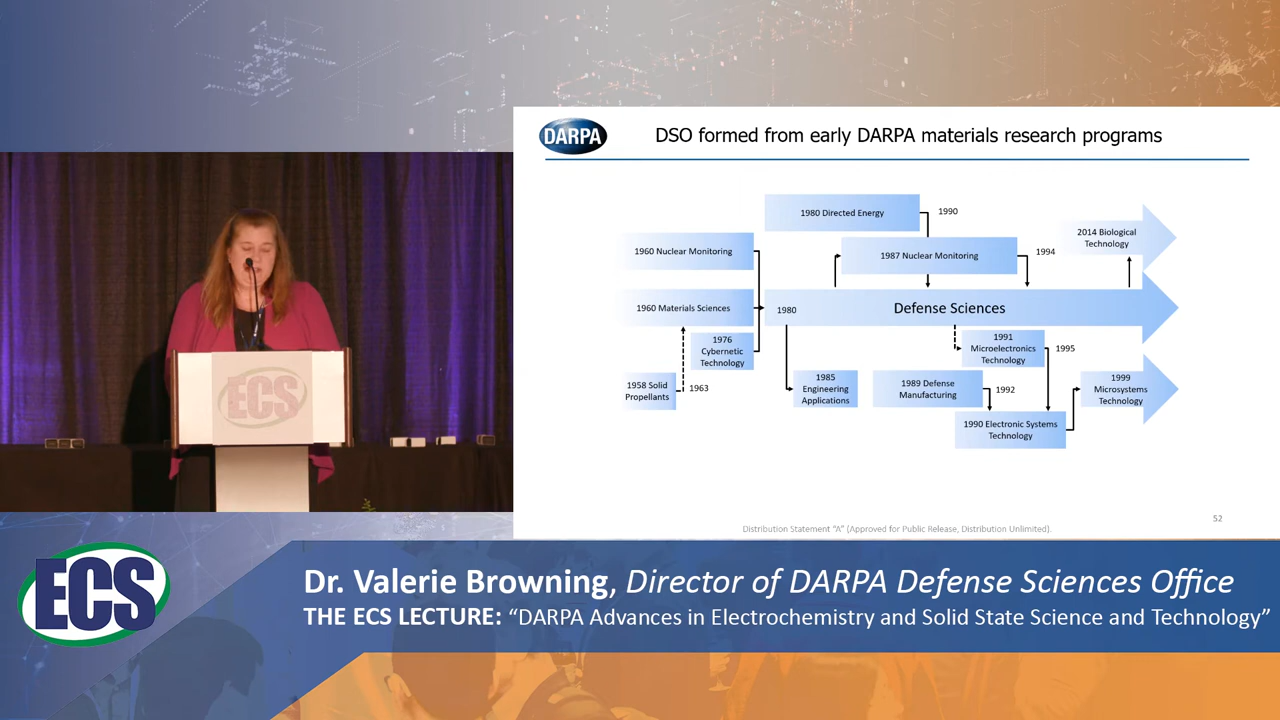 DARPA
DSO formed from early DARPA materials research programs
1980 Directed Energy
1990
1960 Nuclear Monitoring
1987 Nuclear Monitoring
1994
2014 Biological
Technology
1960 Materials Sciences
1980
Defense Sciences
1976
Cybernetic
Technology
1991
Microelectronics
Technology
1995
1958 Solid
Propellants
1963
1985
Engineering
Applications
1989 Defense
Manufacturing
1992
1999
Microsystems
Technology
1990 Electronic Systems
Technology
52
Distribution Statement “A” (Approved for Public Release, Distribution Unlimited).
ECS
ECS
Dr. Valerie Browning, Director of DARPA Defense Sciences Office
THE ECS LECTURE: “DARPA Advances in Electrochemistry and Solid State Science and Technology”